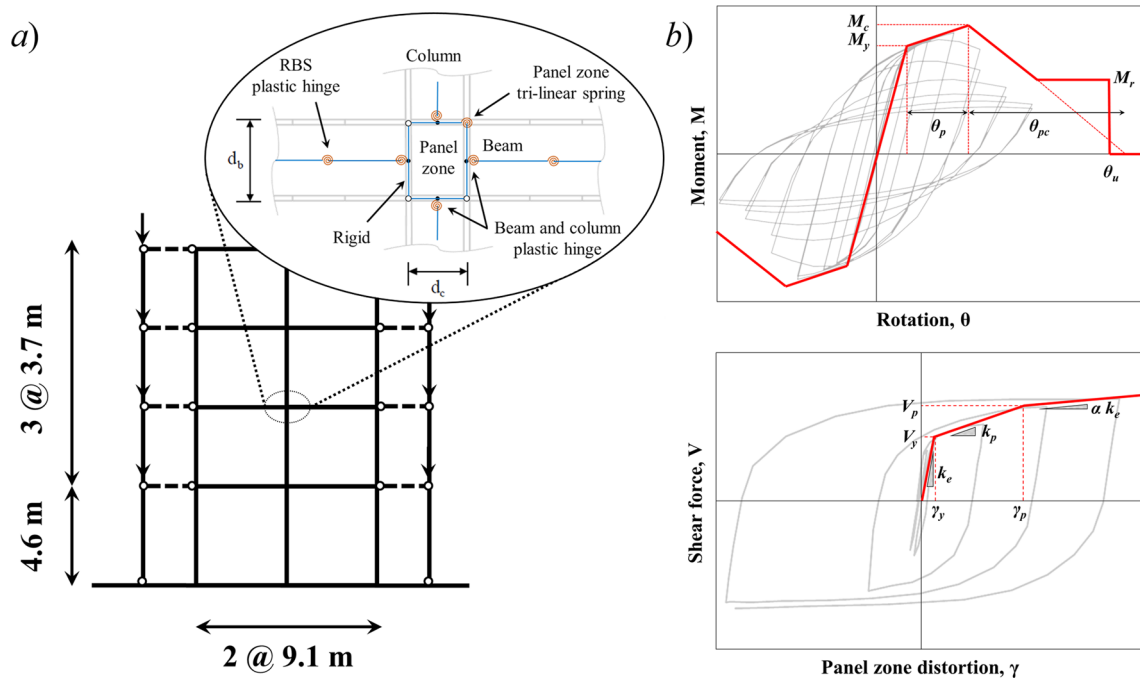 a)
Column
RBS
plastic hinge
Panel zone
tri-linear spring
d_b
Panel
zone
Beam
Rigid
Beam and column
plastic hinge
d_c
3 @ 3.7 m
4.6 m
2 @ 9.1 m
b)
M_c
M_y
M_r
θ_p
θ_pc
θ_u
Moment, M
Rotation, θ
V_p
V_y
α k_e
k_p
k_e
γ_y
γ_p
Shear force, V
Panel zone distortion, γ